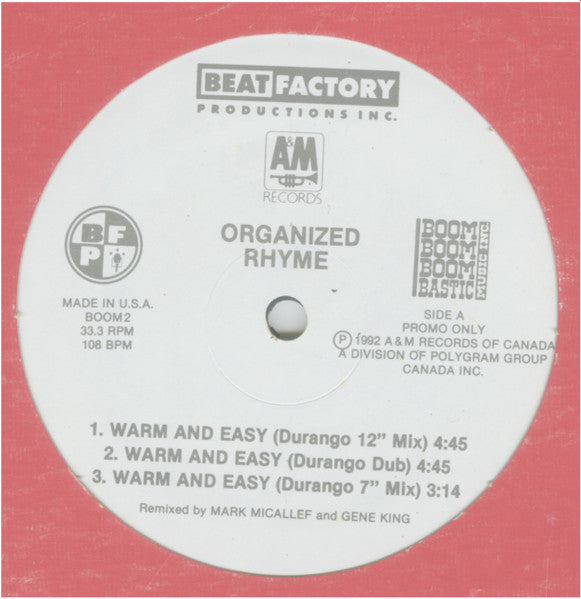 BEAT FACTORY
PRODUCTIONS INC.
A&M
RECORDS
ORGANIZED
RHYME
BFP
BOOM
BOOM
BOOM
BASTIC
MUSIC INC.
MADE IN U.S.A.
BOOM 2
33.3 RPM
108 BPM
SIDE A
PROMO ONLY
Ⓟ 1992 A & M RECORDS OF CANADA
A DIVISION OF POLYGRAM GROUP
CANADA INC.
1. WARM AND EASY (Durango 12” Mix) 4:45
2. WARM AND EASY (Durango Dub) 4:45
3. WARM AND EASY (Durango 7” Mix) 3:14
Remixed by MARK MICALLEF and GENE KING